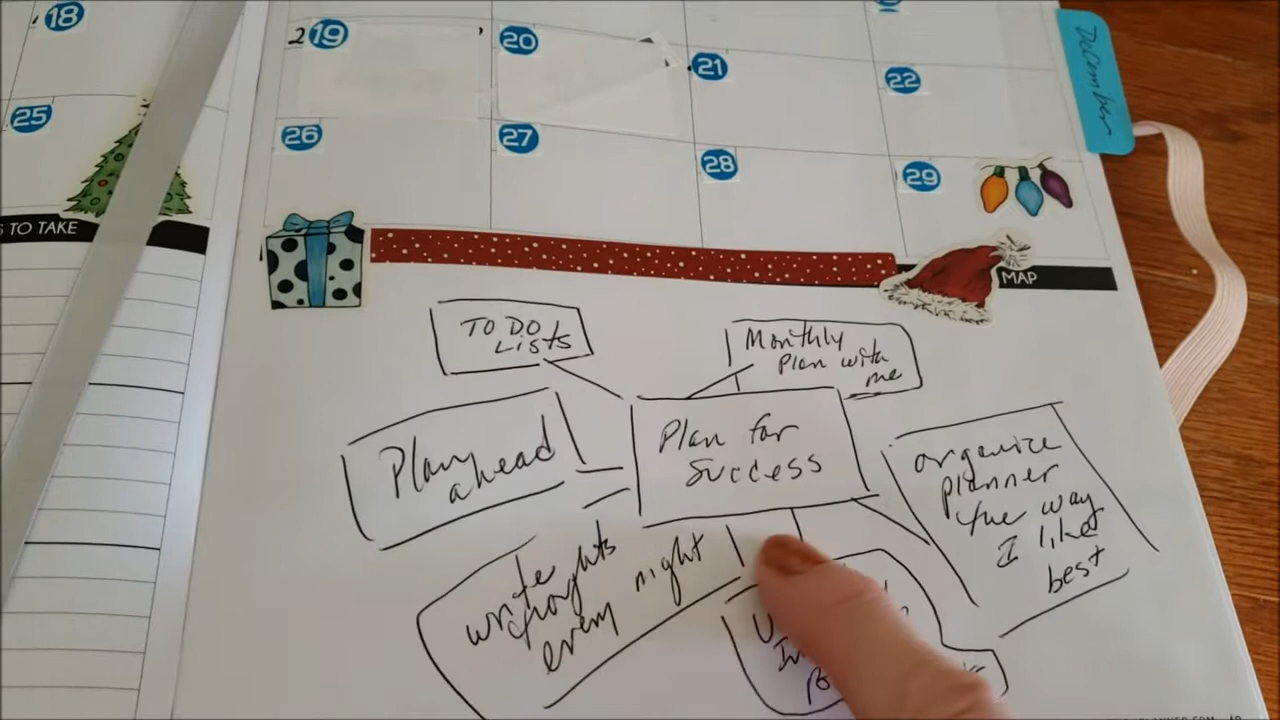 18
2 19
20
21
22
December
25
26
27
28
29
TO TAKE
MAP
TO DO
Lists
Monthly
Plan with
me
Plan
ahead
Plan for
Success
organize
planner
the way
I like
best
write
thoughts
every night